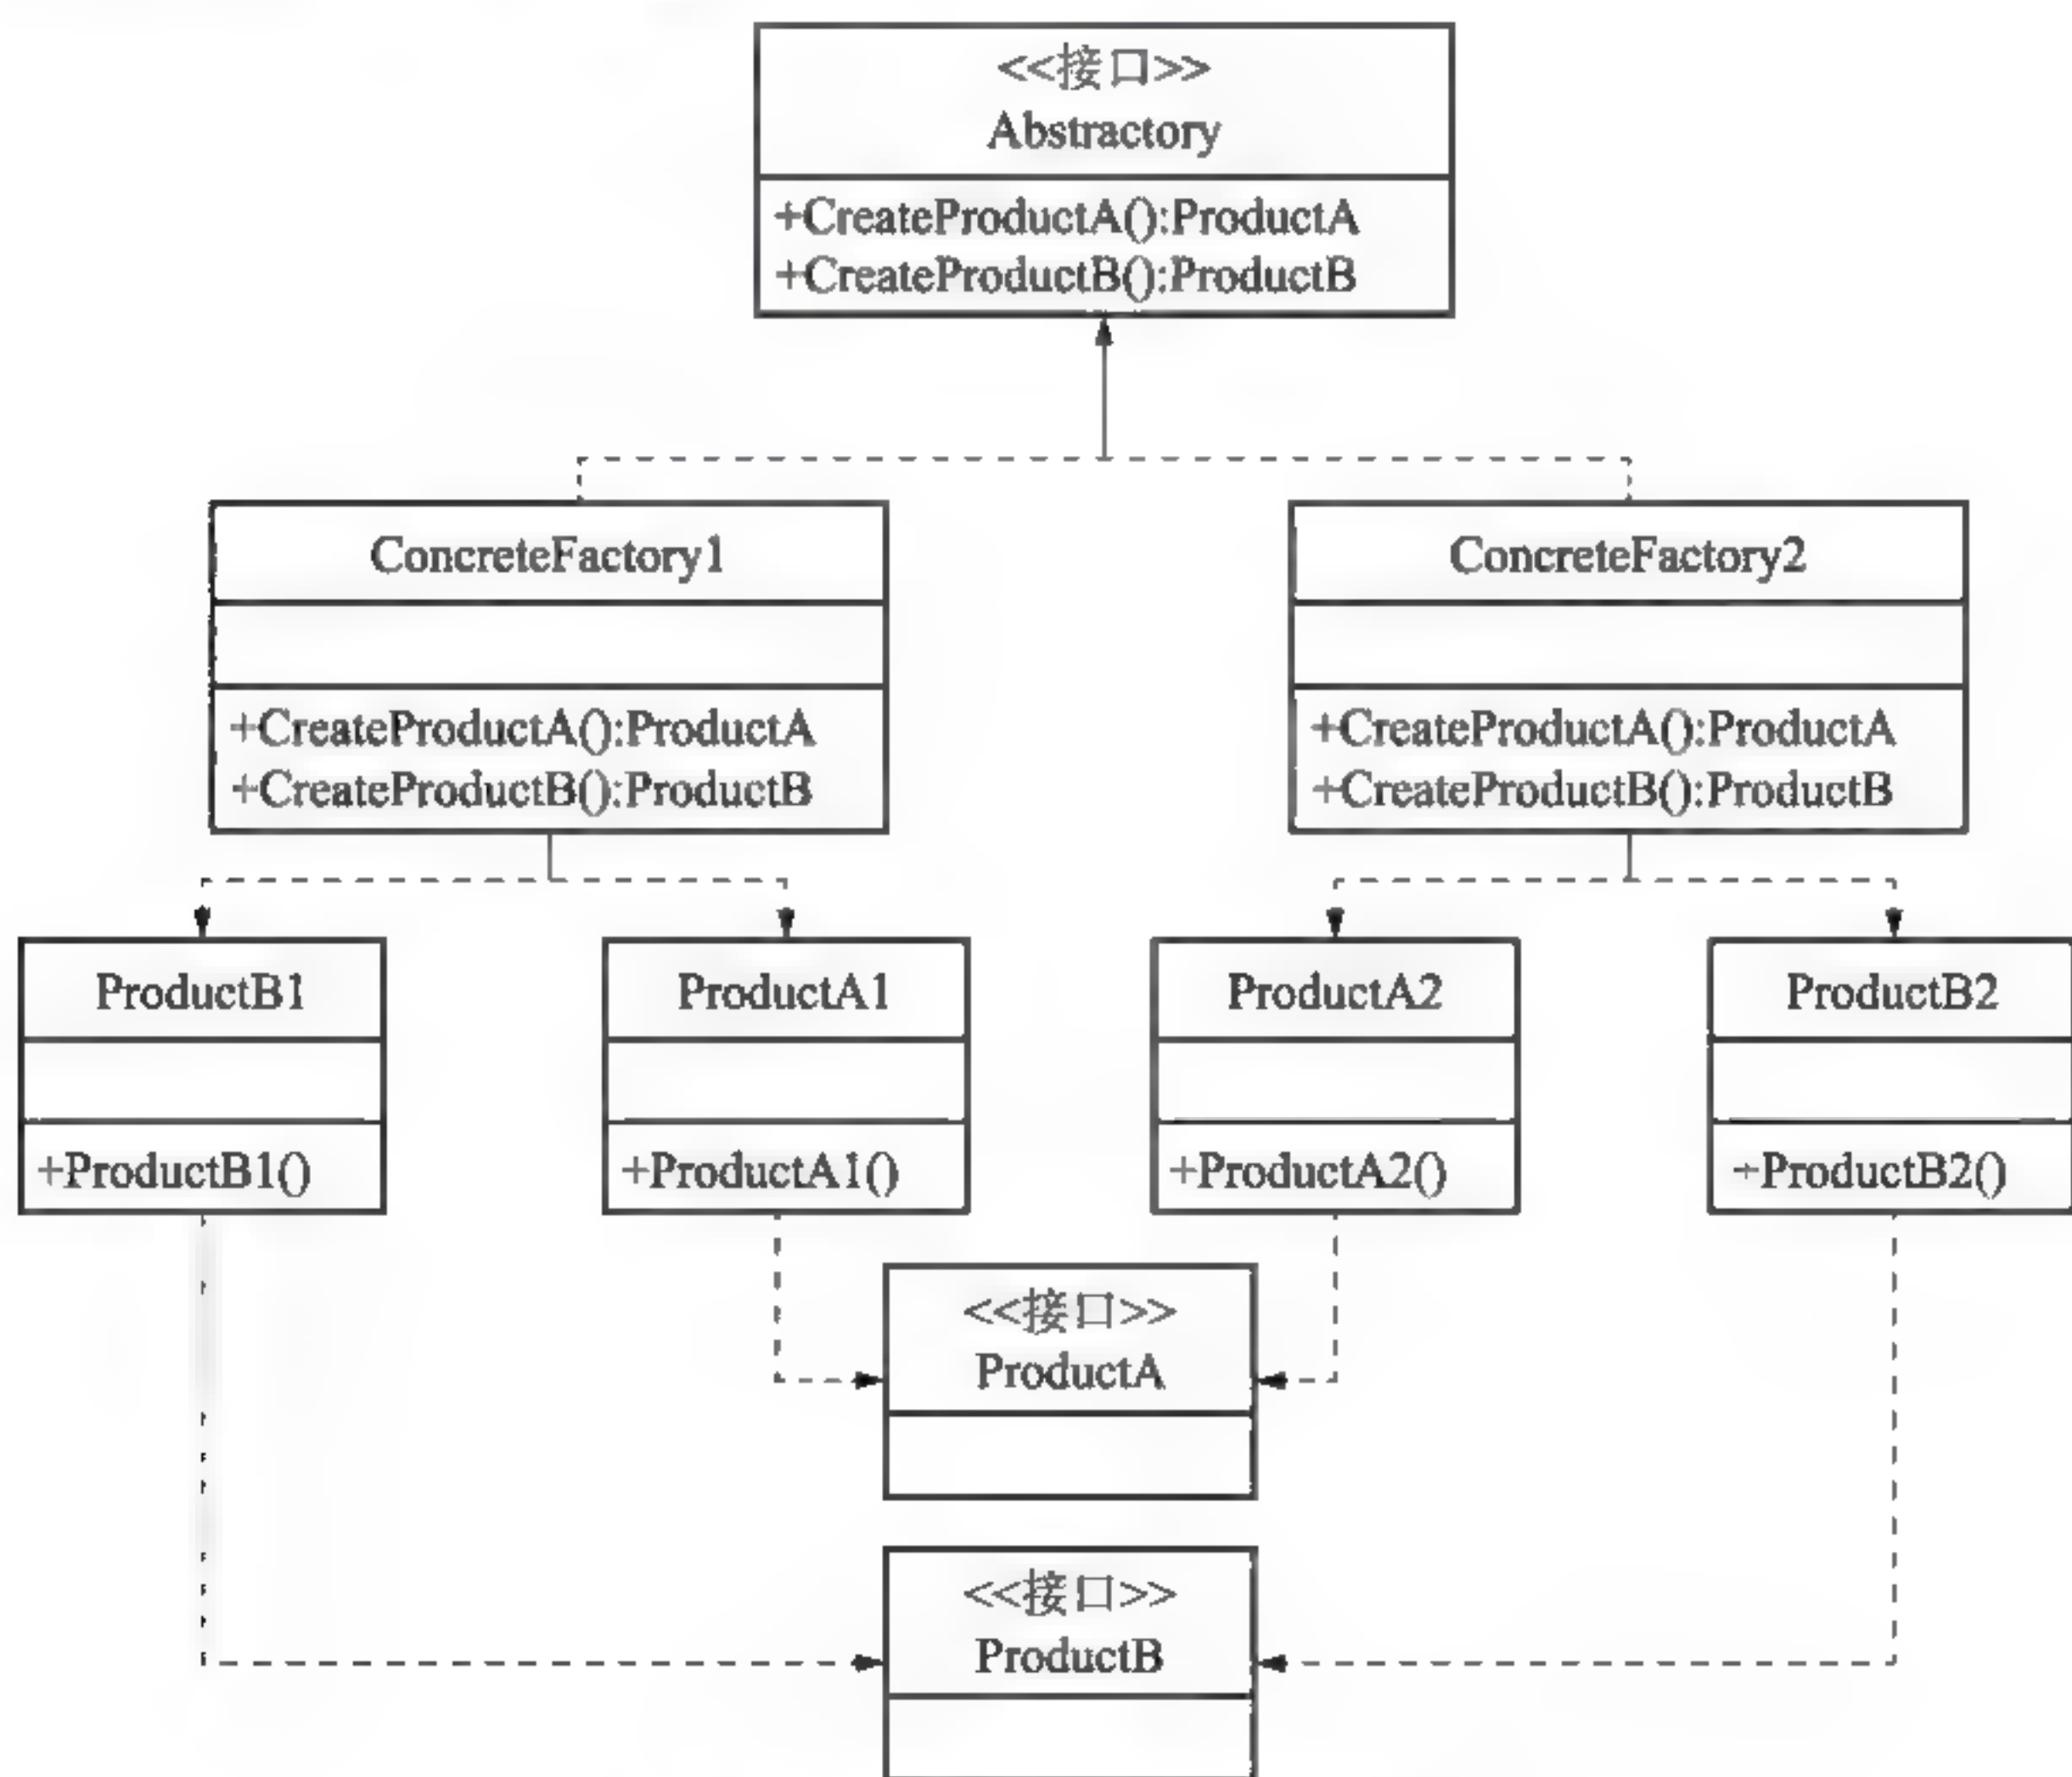 <<接口>>
Abstractory
+CreateProductA():ProductA
+CreateProductB():ProductB
ConcreteFactory1
+CreateProductA():ProductA
+CreateProductB():ProductB
ConcreteFactory2
+CreateProductA():ProductA
+CreateProductB():ProductB
ProductB1
+ProductB1()
ProductA1
+ProductA1()
ProductA2
+ProductA2()
ProductB2
+ProductB2()
<<接口>>
ProductA
<<接口>>
ProductB